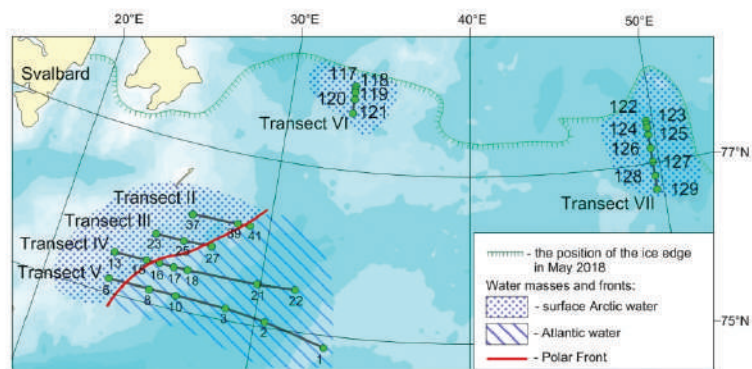 20°E
30°E
40°E
50°E
Svalbard
117
118
119
120
121
Transect VI
122
123
124
125
126
127
128
129
Transect VII
77°N
Transect II
37
39
41
Transect III
23
25
27
Transect IV
13
15
16
17
18
21
22
Transect V
6
8
10
3
2
1
75°N
- the position of the ice edge
in May 2018
Water masses and fronts:
- surface Arctic water
- Atlantic water
- Polar Front